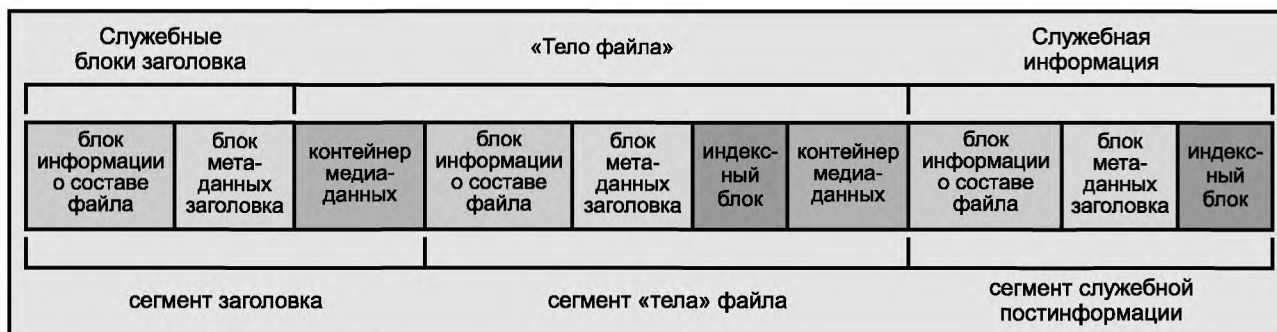 Служебные
блоки заголовка
«Тело файла»
Служебная
информация
блок
информации
о составе
файла
блок
мета-
данных
заголовка
контейнер
медиа-
данных
блок
информации
о составе
файла
блок
мета-
данных
заголовка
индекс-
ный
блок
контейнер
медиа-
данных
блок
информации
о составе
файла
блок
мета-
данных
заголовка
индекс-
ный
блок
сегмент заголовка
сегмент «тела» файла
сегмент служебной
постинформации